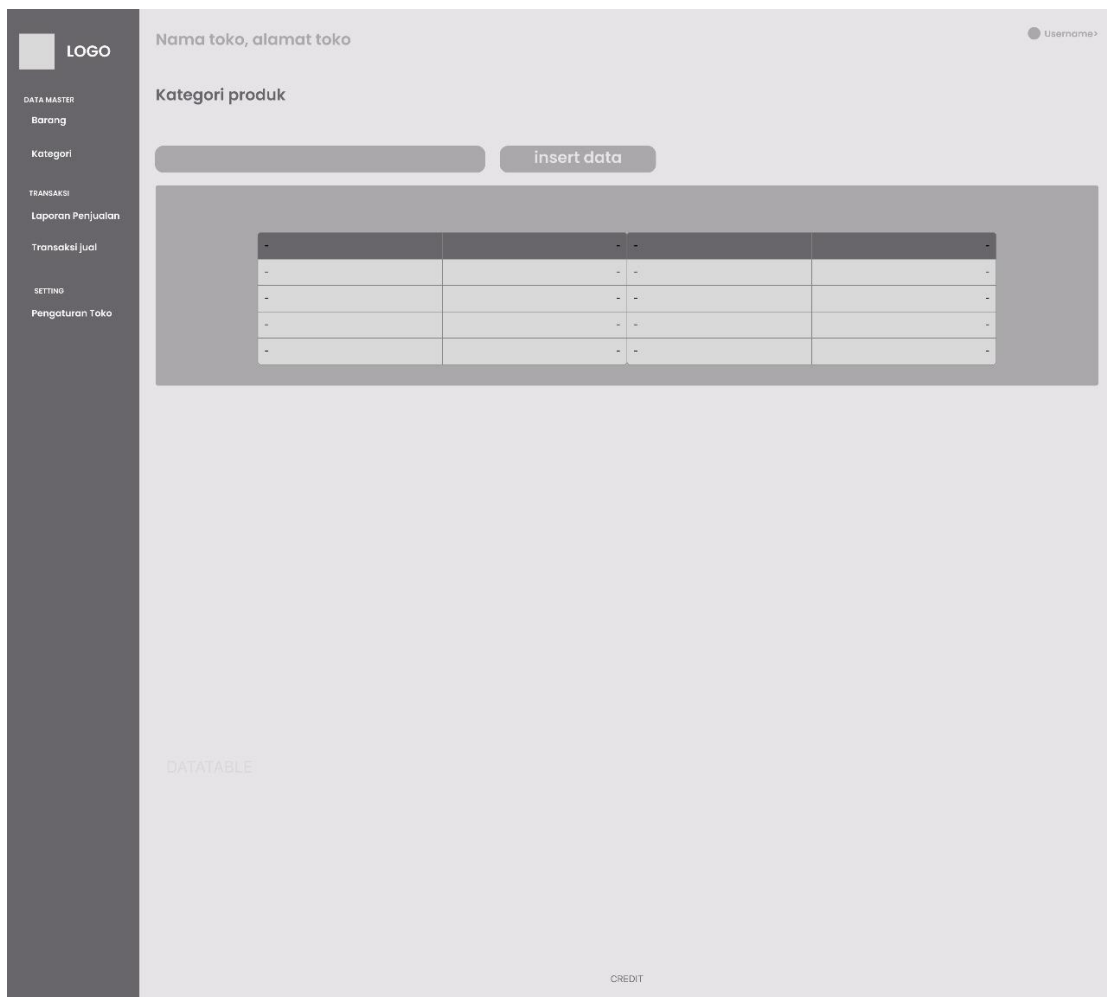 LOGO
Nama toko, alamat toko
Username>
DATA MASTER
Barang
Kategori
TRANSAKSI
Laporan Penjualan
Transaksi jual
SETTING
Pengaturan Toko
Kategori produk
insert data
- - - -
- - - -
- - - -
- - - -
- - - -
DATATABLE
CREDIT